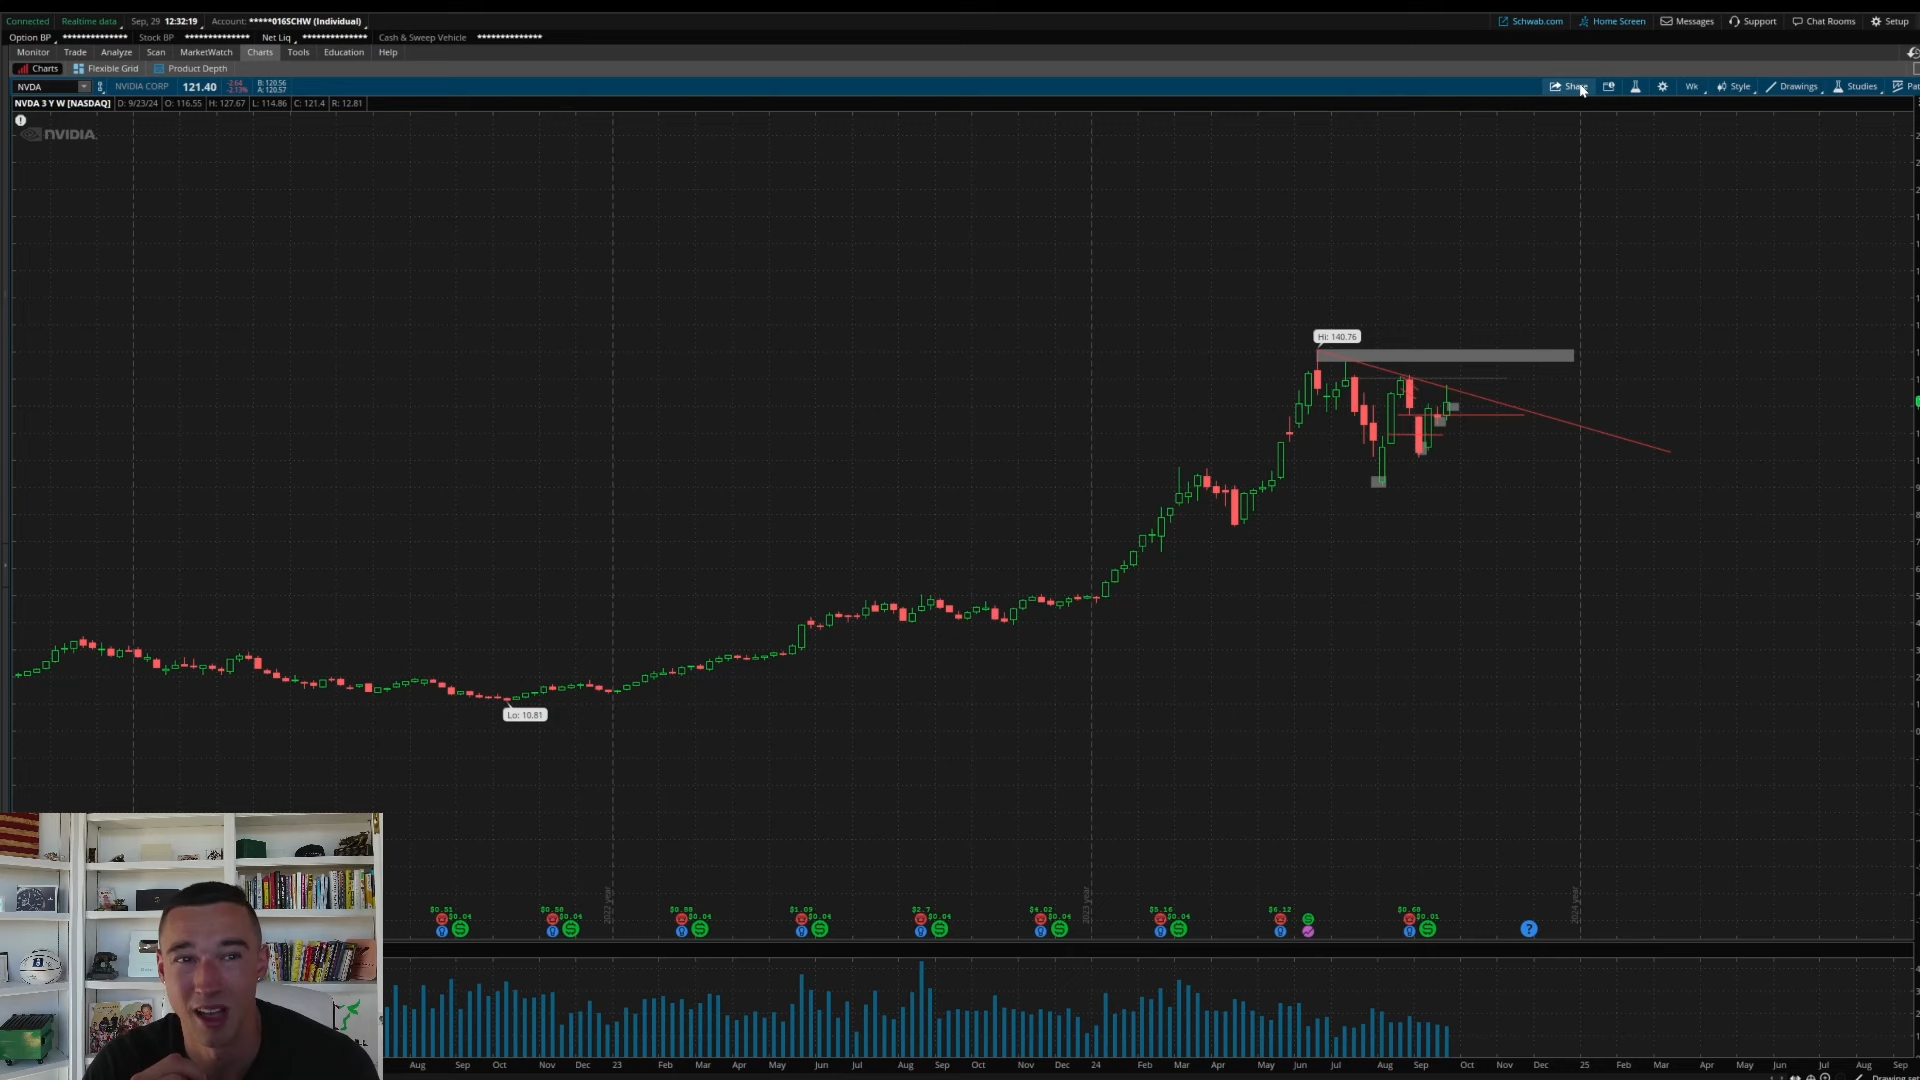 Connected Realtime data Sep, 29 12:32:19 Account: *****016SCHW (Individual) Schwab.com Home Screen Messages Support Chat Rooms Setup
Option BP ************** Stock BP ************** Net Liq ************** Cash & Sweep Vehicle **************
Monitor Trade Analyze Scan MarketWatch Charts Tools Education Help
Charts Flexible Grid Product Depth
NVDA NVIDIA CORP 121.40 -2.64 -2.13% B: 120.56 A: 120.57 Share Wk Style Drawings Studies Pat
NVDA 3 Y W [NASDAQ] D: 9/23/24 O: 116.55 H: 127.67 L: 114.86 C: 121.4 R: 12.81
NVIDIA
Hi: 140.76
Lo: 10.81
2022 year 2023 year 2024 year
$0.51 $0.58 $0.88 $1.09 $2.7 $4.02 $5.16 $6.12 $0.68
$0.04 $0.04 $0.04 $0.04 $0.04 $0.04 $0.04 $0.01
Aug Sep Oct Nov Dec 23 Feb Mar Apr May Jun Jul Aug Sep Oct Nov Dec 24 Feb Mar Apr May Jun Jul Aug Sep Oct Nov Dec 25 Feb Mar Apr May Jun Jul Aug Sep
Drawing set